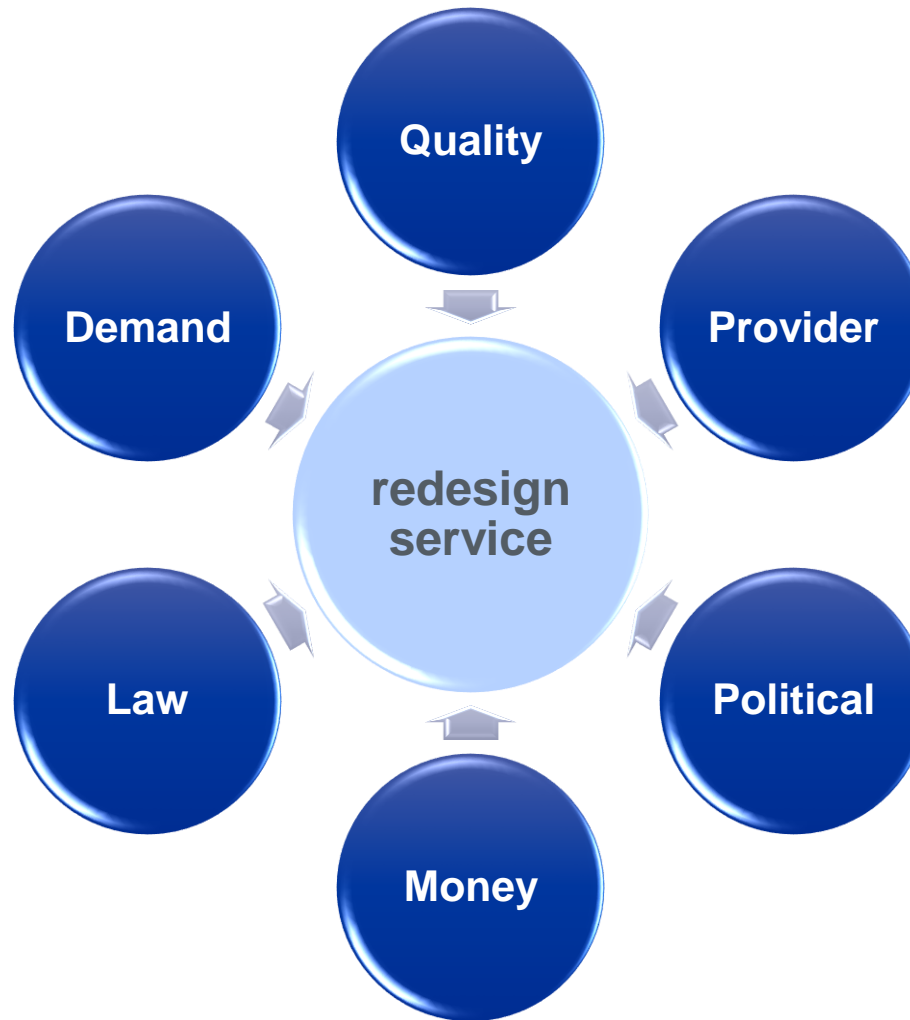 Quality
Demand
Provider
redesign
service
Law
Political
Money